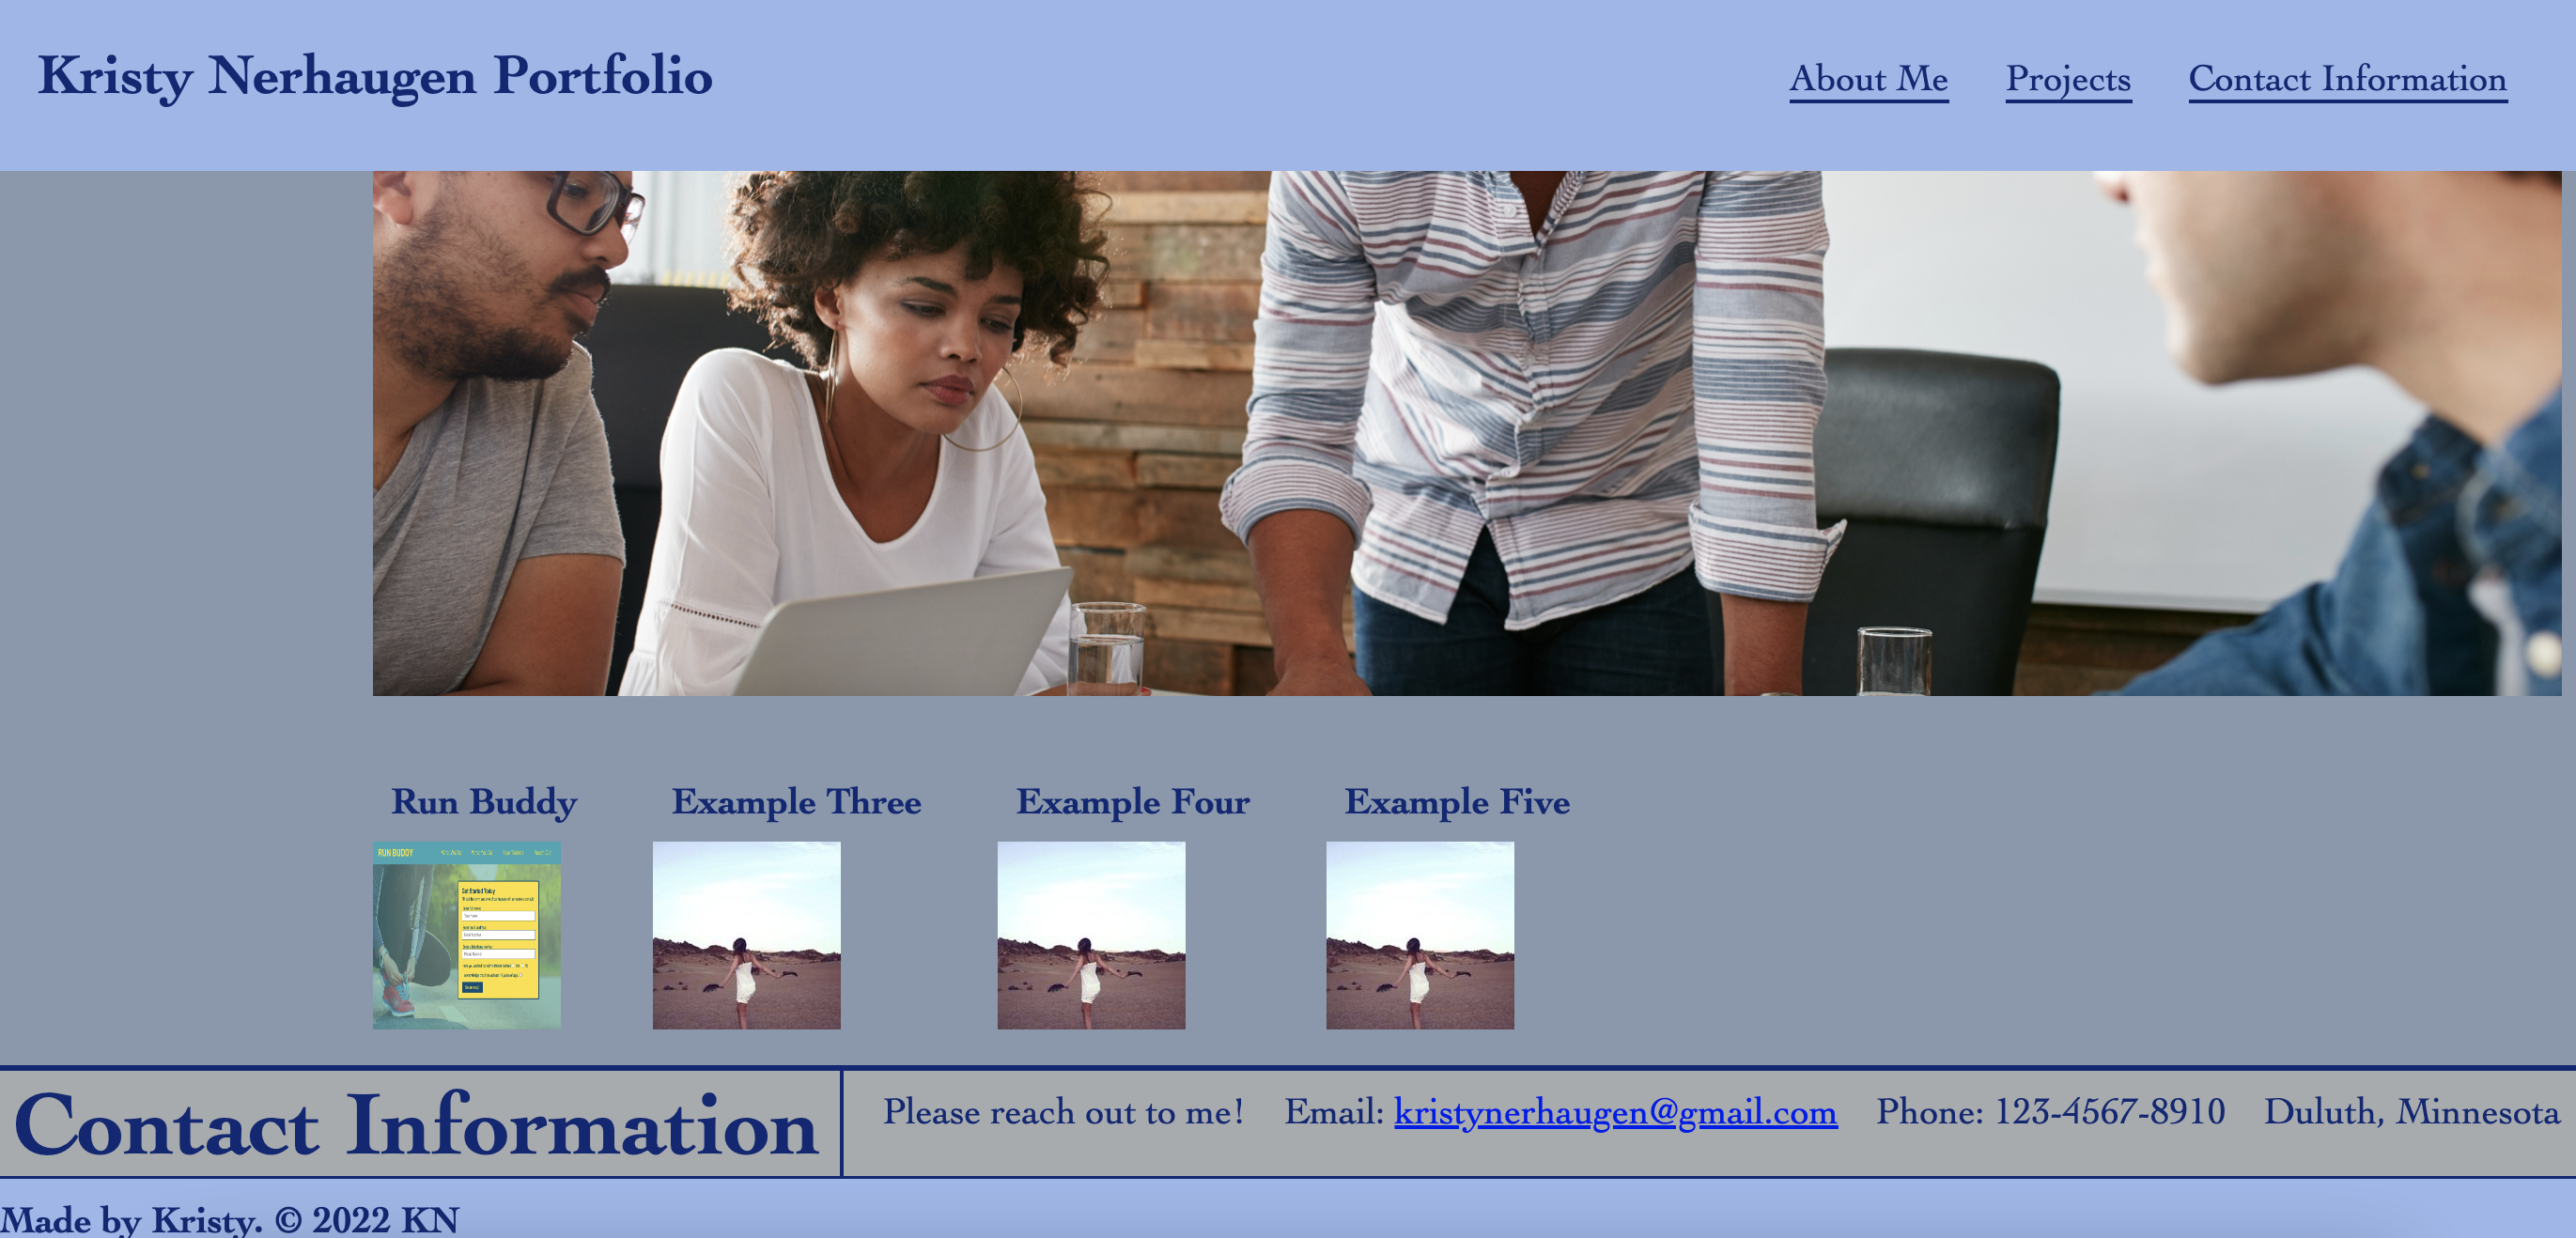 Kristy Nerhaugen Portfolio
About Me Projects Contact Information
Run Buddy Example Three Example Four Example Five
RUN BUDDY
Get Started Today
Contact Information
Please reach out to me! Email: kristynerhaugen@gmail.com Phone: 123-4567-8910 Duluth, Minnesota
Made by Kristy. © 2022 KN